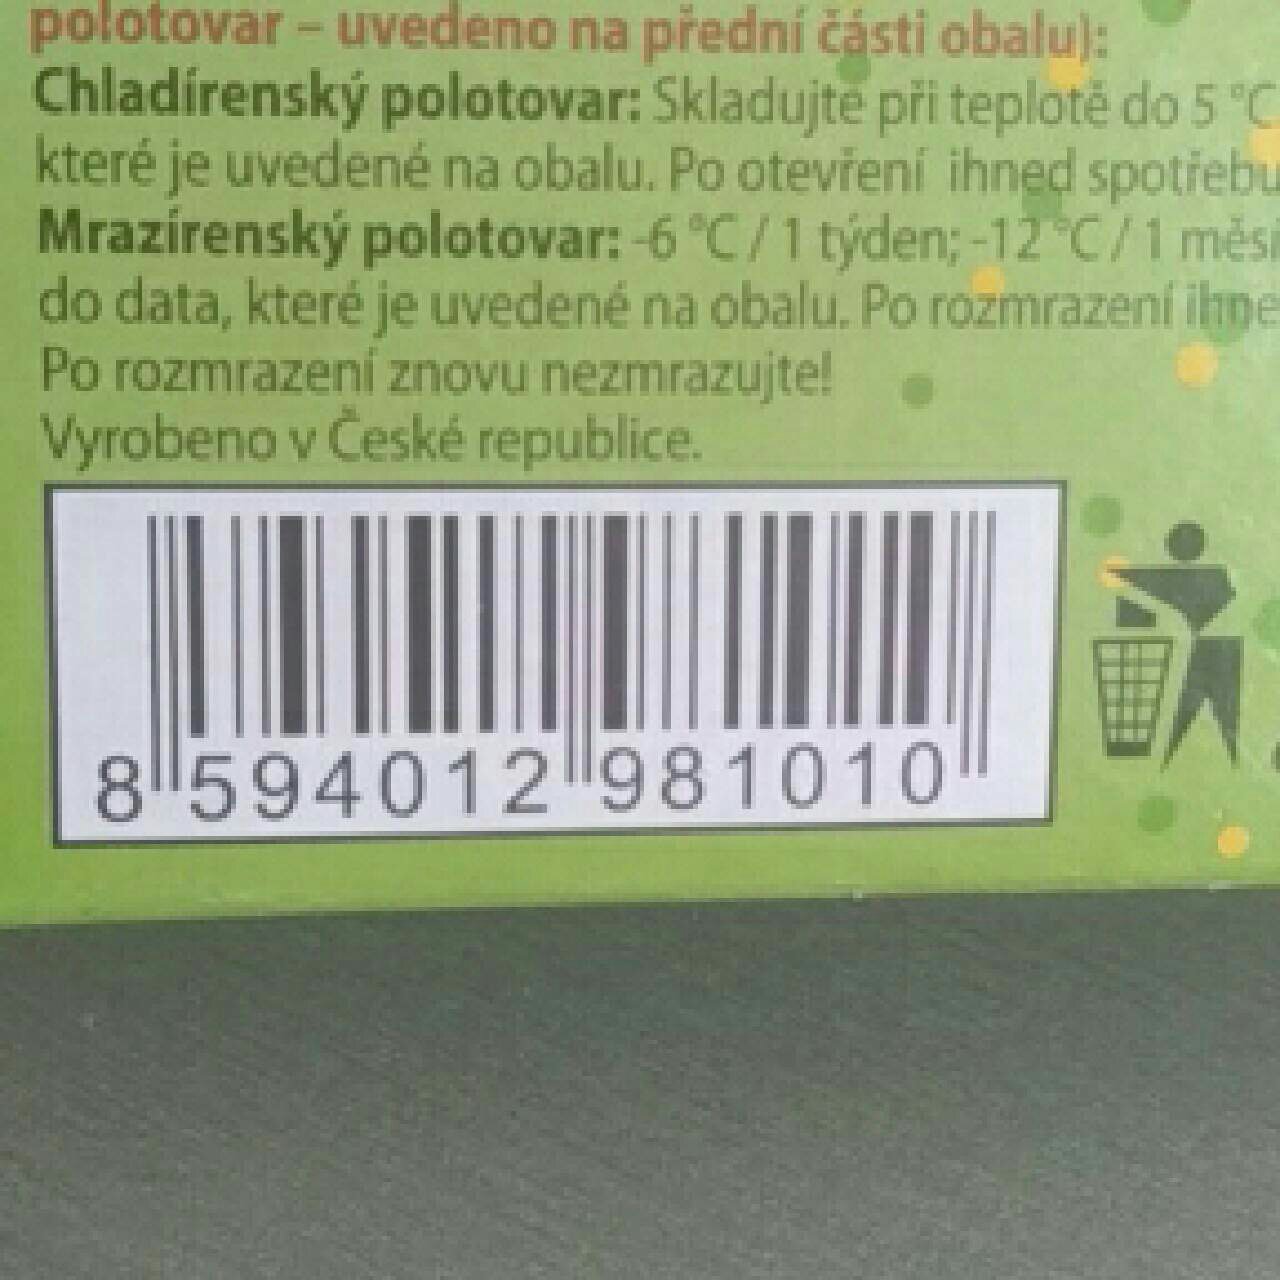 polotovar – uvedeno na přední části obalu):
Chladírenský polotovar: Skladujte při teplotě do 5 °C
které je uvedené na obalu. Po otevření ihned
Mrazírenský polotovar: -6 °C / 1 týden; -12 °C / 1
do data, které je uvedené na obalu. Po rozmrazení
Po rozmrazení znovu nezmrazujte!
Vyrobeno v České republice.
8 594012 981010